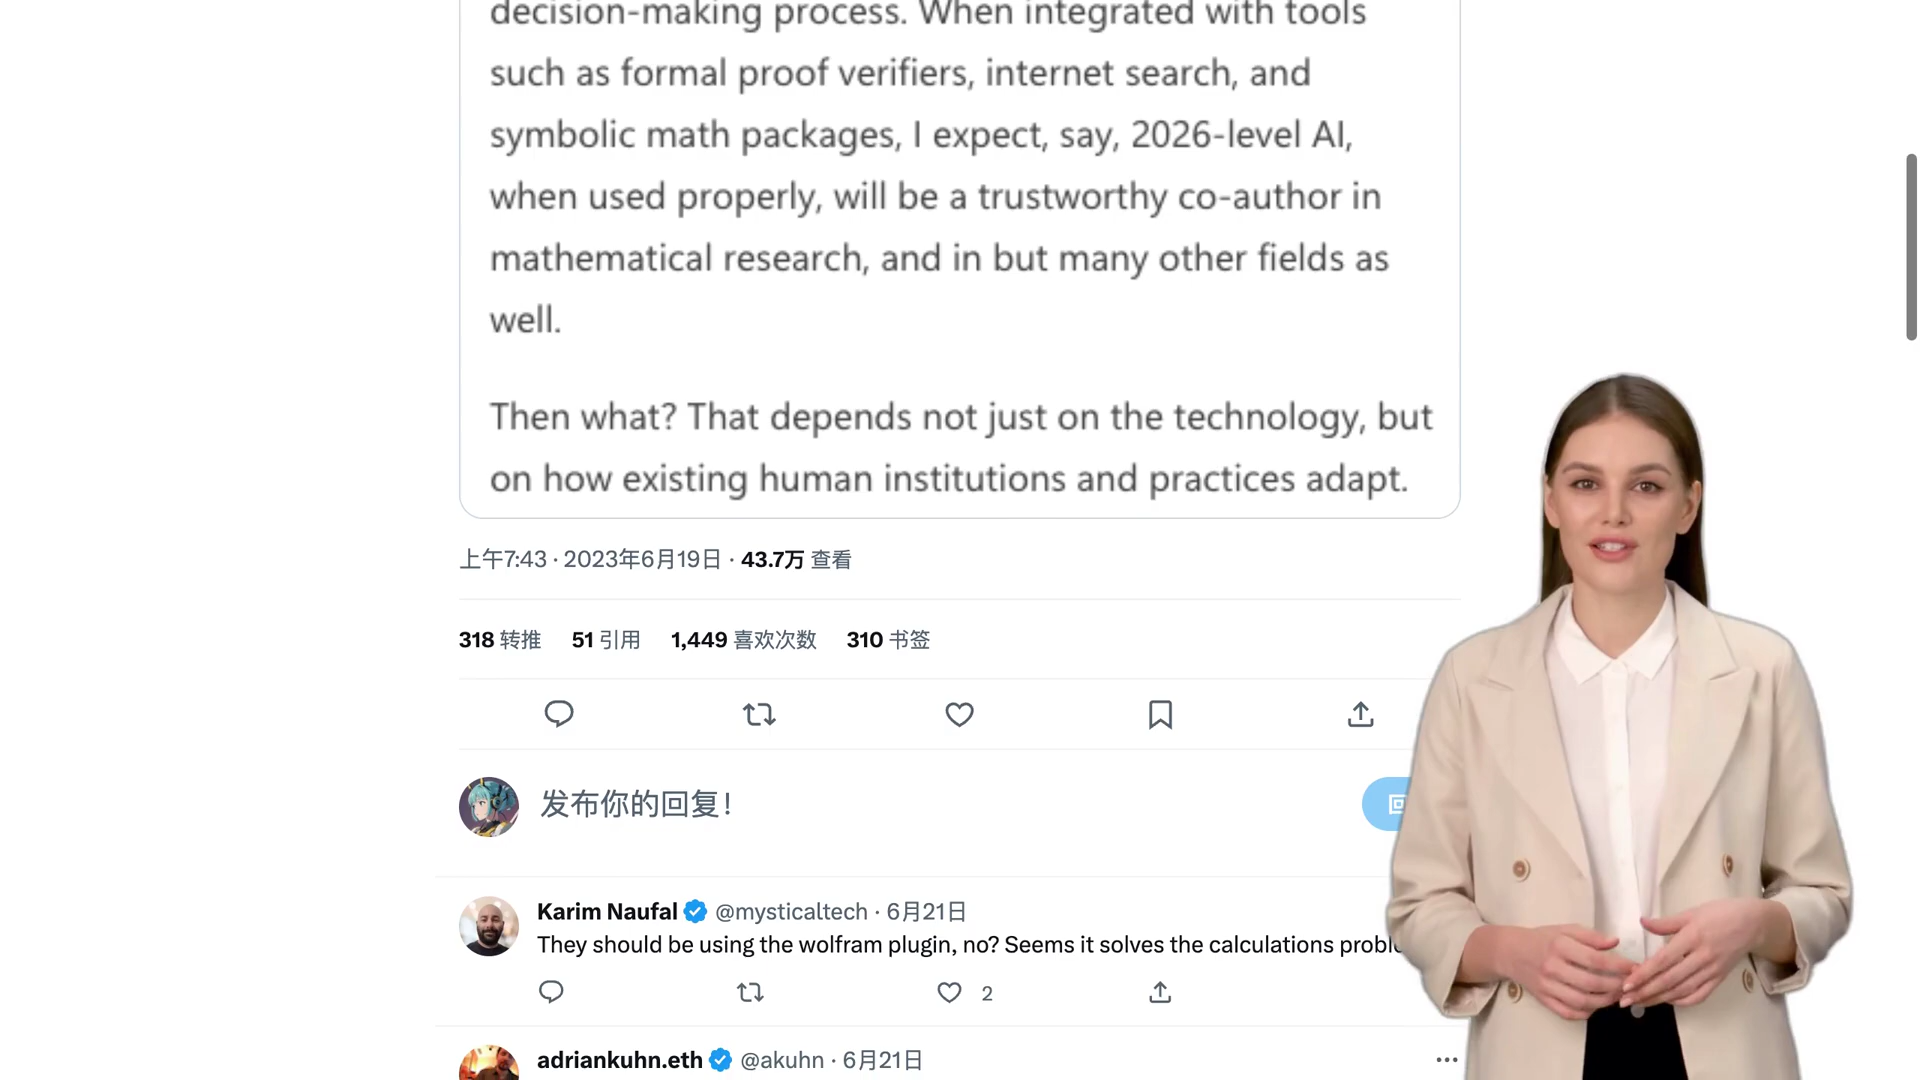 decision-making process. When integrated with tools
such as formal proof verifiers, internet search, and
symbolic math packages, I expect, say, 2026-level AI,
when used properly, will be a trustworthy co-author in
mathematical research, and in but many other fields as
well.
Then what? That depends not just on the technology, but
on how existing human institutions and practices adapt.
上午7:43 · 2023年6月19日 · 43.7万 查看
318 转推 51 引用 1,449 喜欢次数 310 书签
发布你的回复！
Karim Naufal @mysticaltech · 6月21日
They should be using the wolfram plugin, no? Seems it solves the calculations
2
adriankuhn.eth @akuhn · 6月21日